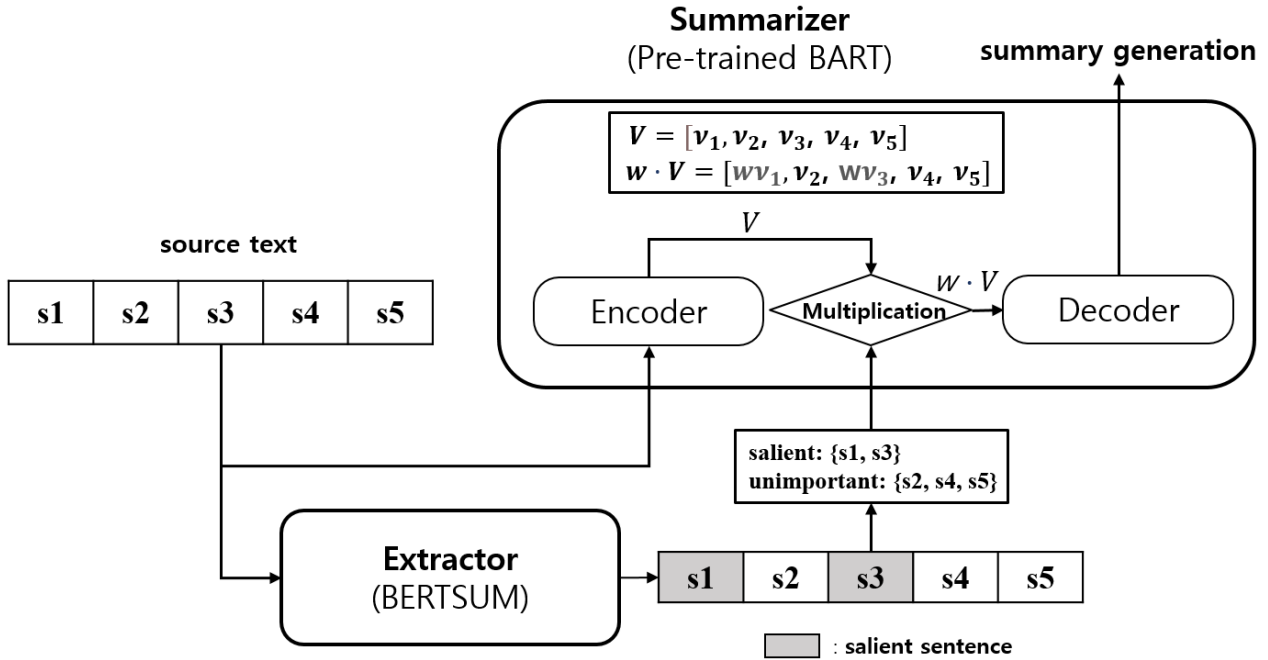 Summarizer
(Pre-trained BART)
summary generation
V = [v₁, v₂, v₃, v₄, v₅]
w · V = [wv₁, v₂, wv₃, v₄, v₅]
V
source text
s1 s2 s3 s4 s5
Encoder
Multiplication
w · V
Decoder
salient: {s1, s3}
unimportant: {s2, s4, s5}
Extractor
(BERTSUM)
s1 s2 s3 s4 s5
: salient sentence